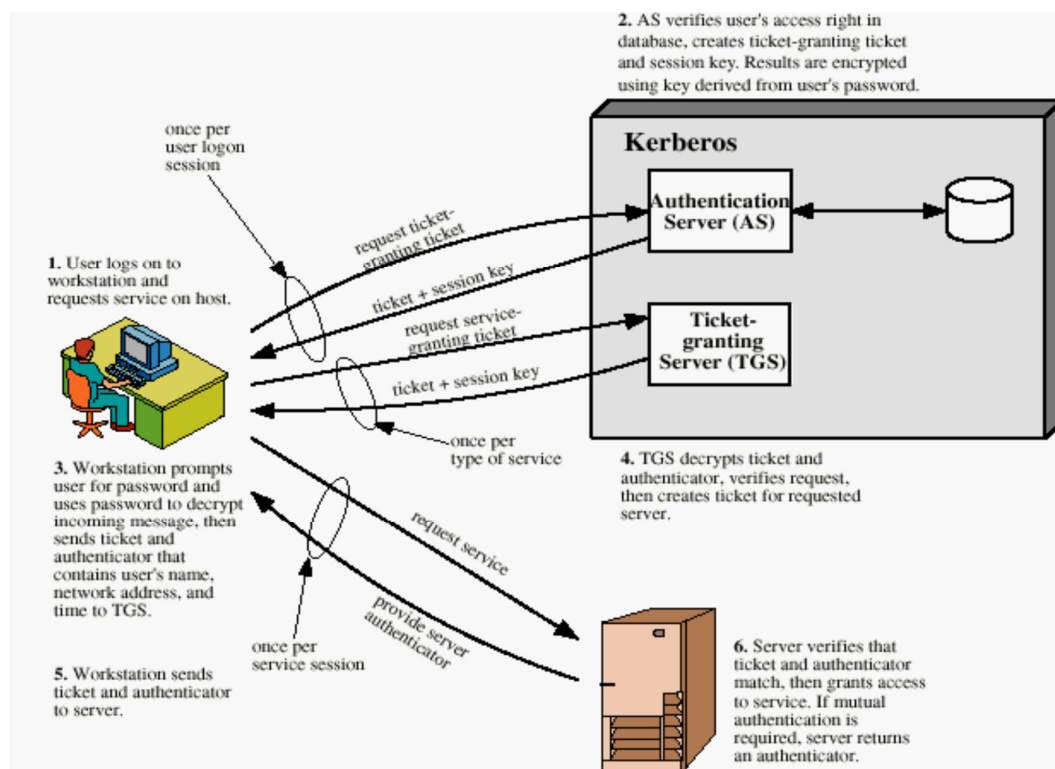 2. AS verifies user's access right in
database, creates ticket-granting ticket
and session key. Results are encrypted
using key derived from user's password.
once per
user logon
session
Kerberos
Authentication
Server (AS)
request ticket-
granting ticket
1. User logs on to
workstation and
requests service on host.
ticket + session key
request service-
granting ticket
Ticket-
granting
Server (TGS)
ticket + session key
once per
type of service
3. Workstation prompts
user for password and
uses password to decrypt
incoming message, then
sends ticket and
authenticator that
contains user's name,
network address, and
time to TGS.
4. TGS decrypts ticket and
authenticator, verifies request,
then creates ticket for requested
server.
request service
provide server
authenticator
once per
service session
5. Workstation sends
ticket and authenticator
to server.
6. Server verifies that
ticket and authenticator
match, then grants access
to service. If mutual
authentication is
required, server returns
an authenticator.